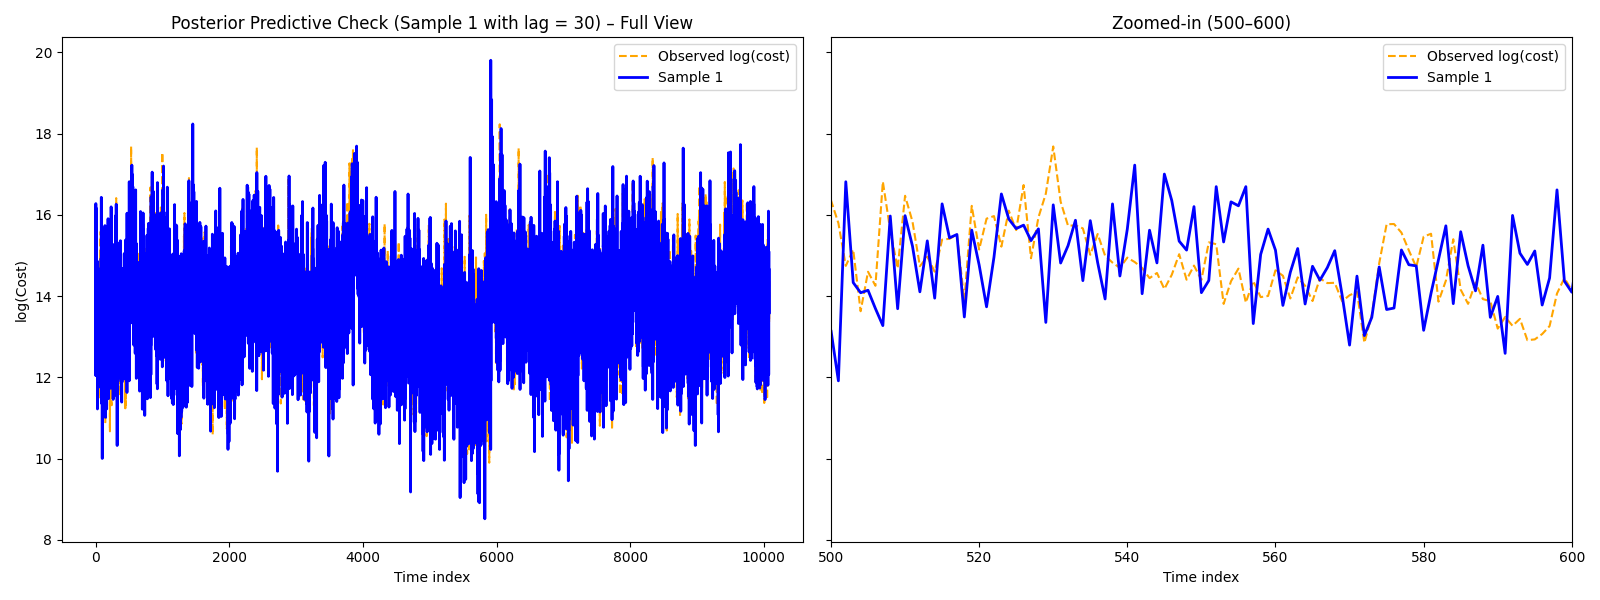 Posterior Predictive Check (Sample 1 with lag = 30) – Full View
Observed log(cost)
Sample 1
20
18
16
14
12
10
8
log(Cost)
0
2000
4000
6000
8000
10000
Time index
Zoomed-in (500–600)
Observed log(cost)
Sample 1
500
520
540
560
580
600
Time index